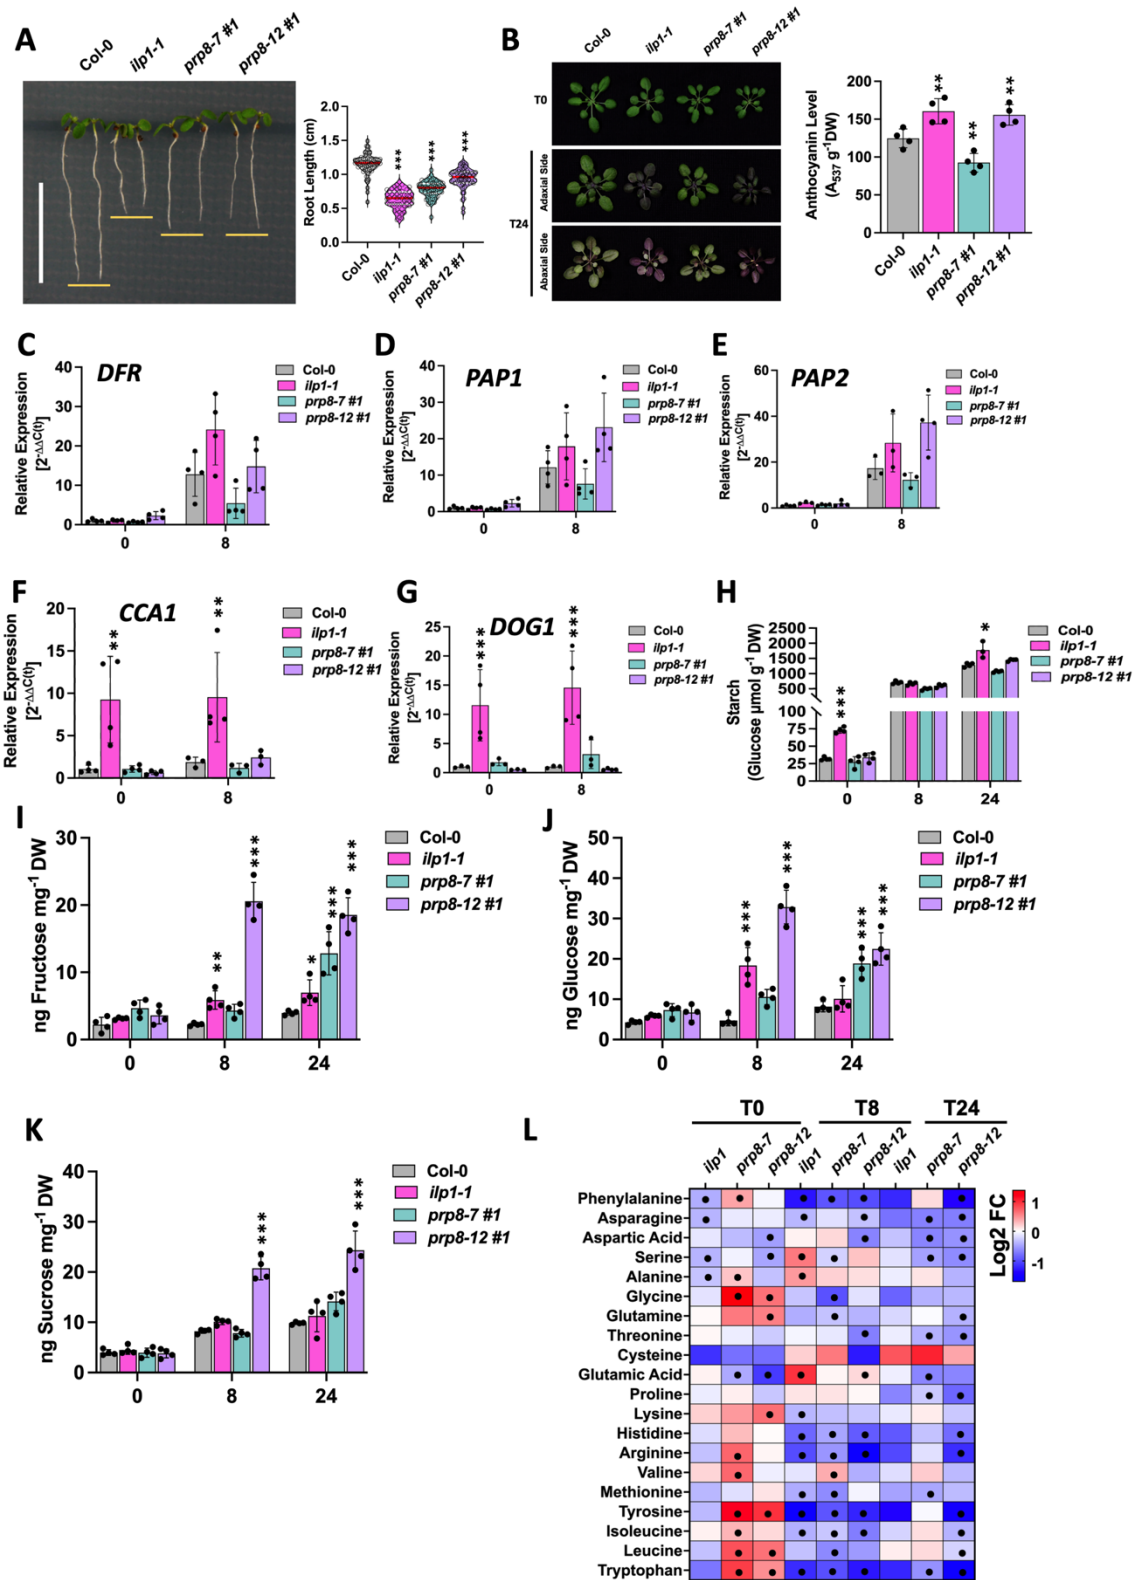 A
Col-0
ilp1-1
prp8-7 #1
prp8-12 #1
Root Length (cm)
2.0
1.5
1.0
0.5
0.0
***
***
***
Col-0
ilp1-1
prp8-7 #1
prp8-12 #1
B
Col-0
ilp1-1
prp8-7 #1
prp8-12 #1
T0
T24
Adaxial Side
Abaxial Side
Anthocyanin Level
(A537 g-1DW)
200
150
100
50
0
**
**
**
Col-0
ilp1-1
prp8-7 #1
prp8-12 #1
C
DFR
Relative Expression
[2-ΔΔC(t)]
40
30
20
10
0
0 8
Col-0
ilp1-1
prp8-7 #1
prp8-12 #1
D
PAP1
Relative Expression
[2-ΔΔC(t)]
40
30
20
10
0
0 8
Col-0
ilp1-1
prp8-7 #1
prp8-12 #1
E
PAP2
Relative Expression
[2-ΔΔC(t)]
60
40
20
0
0 8
Col-0
ilp1-1
prp8-7 #1
prp8-12 #1
F
CCA1
Relative Expression
[2-ΔΔC(t)]
20
15
10
5
0
**
**
0 8
Col-0
ilp1-1
prp8-7 #1
prp8-12 #1
G
DOG1
Relative Expression
[2-ΔΔC(t)]
25
20
15
10
5
0
***
***
0 8
Col-0
ilp1-1
prp8-7 #1
prp8-12 #1
H
Starch
(Glucose µmol g-1 DW)
2500
2000
1500
1000
500
100
75
50
25
0
***
*
0 8 24
Col-0
ilp1-1
prp8-7 #1
prp8-12 #1
I
ng Fructose mg-1 DW
30
20
10
0
**
***
*
***
***
0 8 24
Col-0
ilp1-1
prp8-7 #1
prp8-12 #1
J
ng Glucose mg-1 DW
50
40
30
20
10
0
***
***
***
***
0 8 24
Col-0
ilp1-1
prp8-7 #1
prp8-12 #1
K
ng Sucrose mg-1 DW
40
30
20
10
0
***
***
0 8 24
Col-0
ilp1-1
prp8-7 #1
prp8-12 #1
L
T0 T8 T24
ilp1 prp8-7 prp8-12 ilp1 prp8-7 prp8-12 ilp1 prp8-7 prp8-12
Phenylalanine
Asparagine
Aspartic Acid
Serine
Alanine
Glycine
Glutamine
Threonine
Cysteine
Glutamic Acid
Proline
Lysine
Histidine
Arginine
Valine
Methionine
Tyrosine
Isoleucine
Leucine
Tryptophan
1
0
-1
Log2 FC